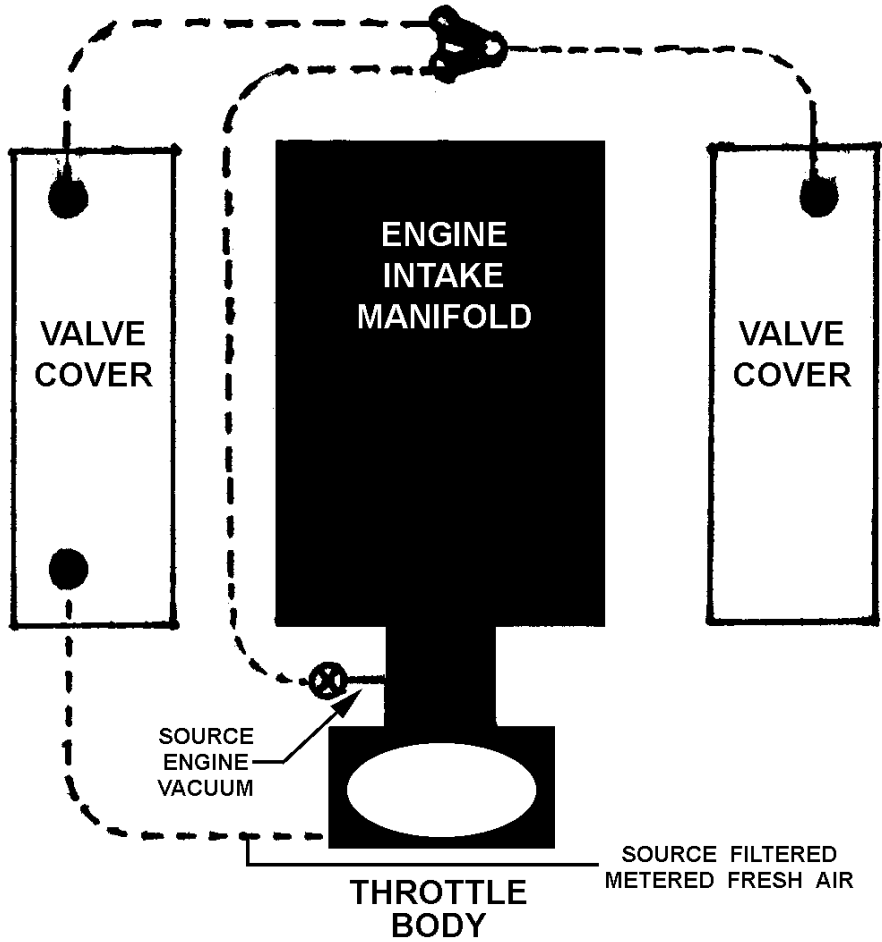 ENGINE
INTAKE
MANIFOLD
VALVE
COVER
VALVE
COVER
SOURCE
ENGINE
VACUUM
SOURCE FILTERED
METERED FRESH AIR
THROTTLE
BODY